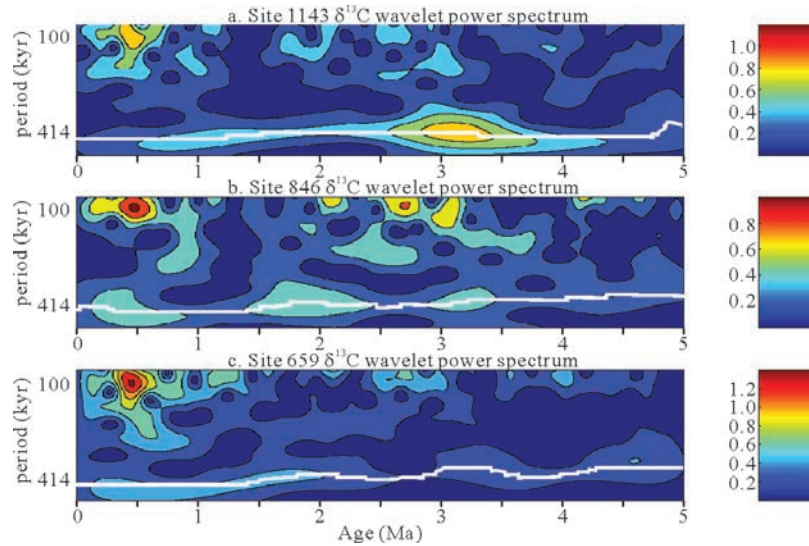 a. Site 1143 δ¹³C wavelet power spectrum
period (kyr)
100
414
0 1 2 3 4 5
1.0
0.8
0.6
0.4
0.2
b. Site 846 δ¹³C wavelet power spectrum
period (kyr)
100
414
0 1 2 3 4 5
0.8
0.6
0.4
0.2
c. Site 659 δ¹³C wavelet power spectrum
period (kyr)
100
414
0 1 2 3 4 5
Age (Ma)
1.2
1.0
0.8
0.6
0.4
0.2